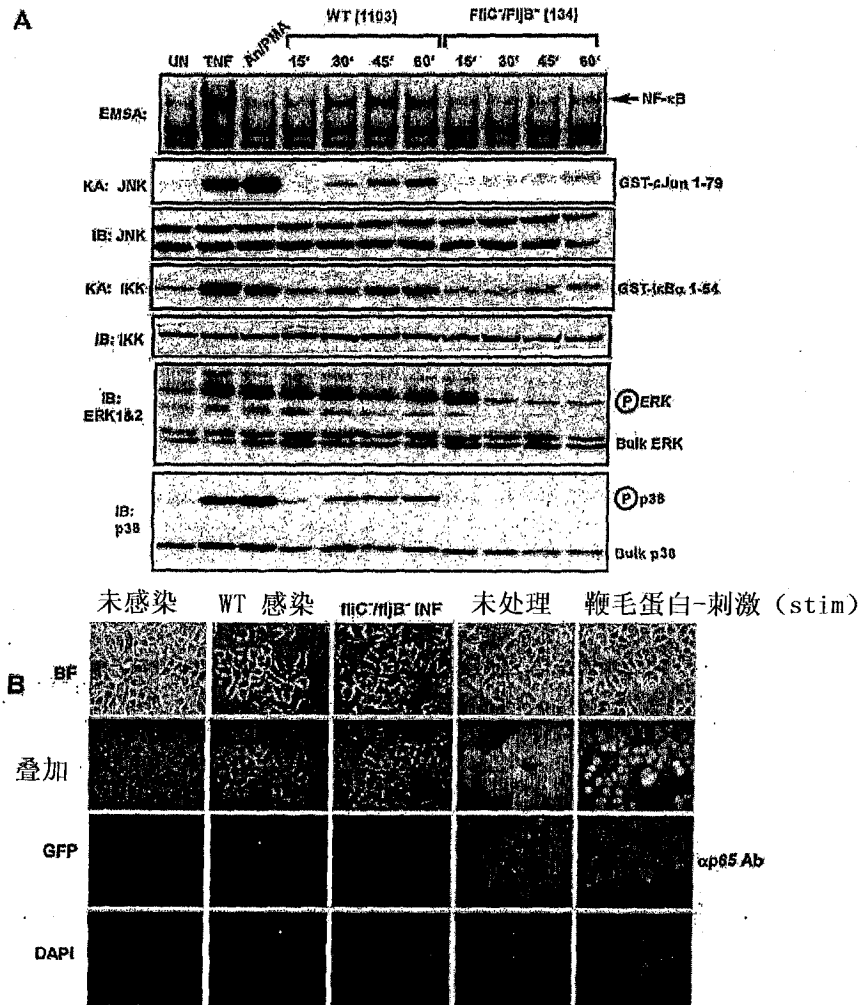 A
WT (1103) FliC⁻/FljB⁻ (134)
UN TNF An/PMA 15' 30' 45' 60' 15' 30' 45' 60'
EMSA: NF-κB
KA: JNK GST-cJun 1-79
IB: JNK
KA: IKK GST-IκBα 1-54
IB: IKK
IB:
ERK1&2
P ERK
Bulk ERK
IB:
p38
P p38
Bulk p38
未感染 WT 感染 fliC⁻/fljB⁻ INF 未处理 鞭毛蛋白-刺激 (stim)
B BF
叠加
GFP αp65 Ab
DAPI